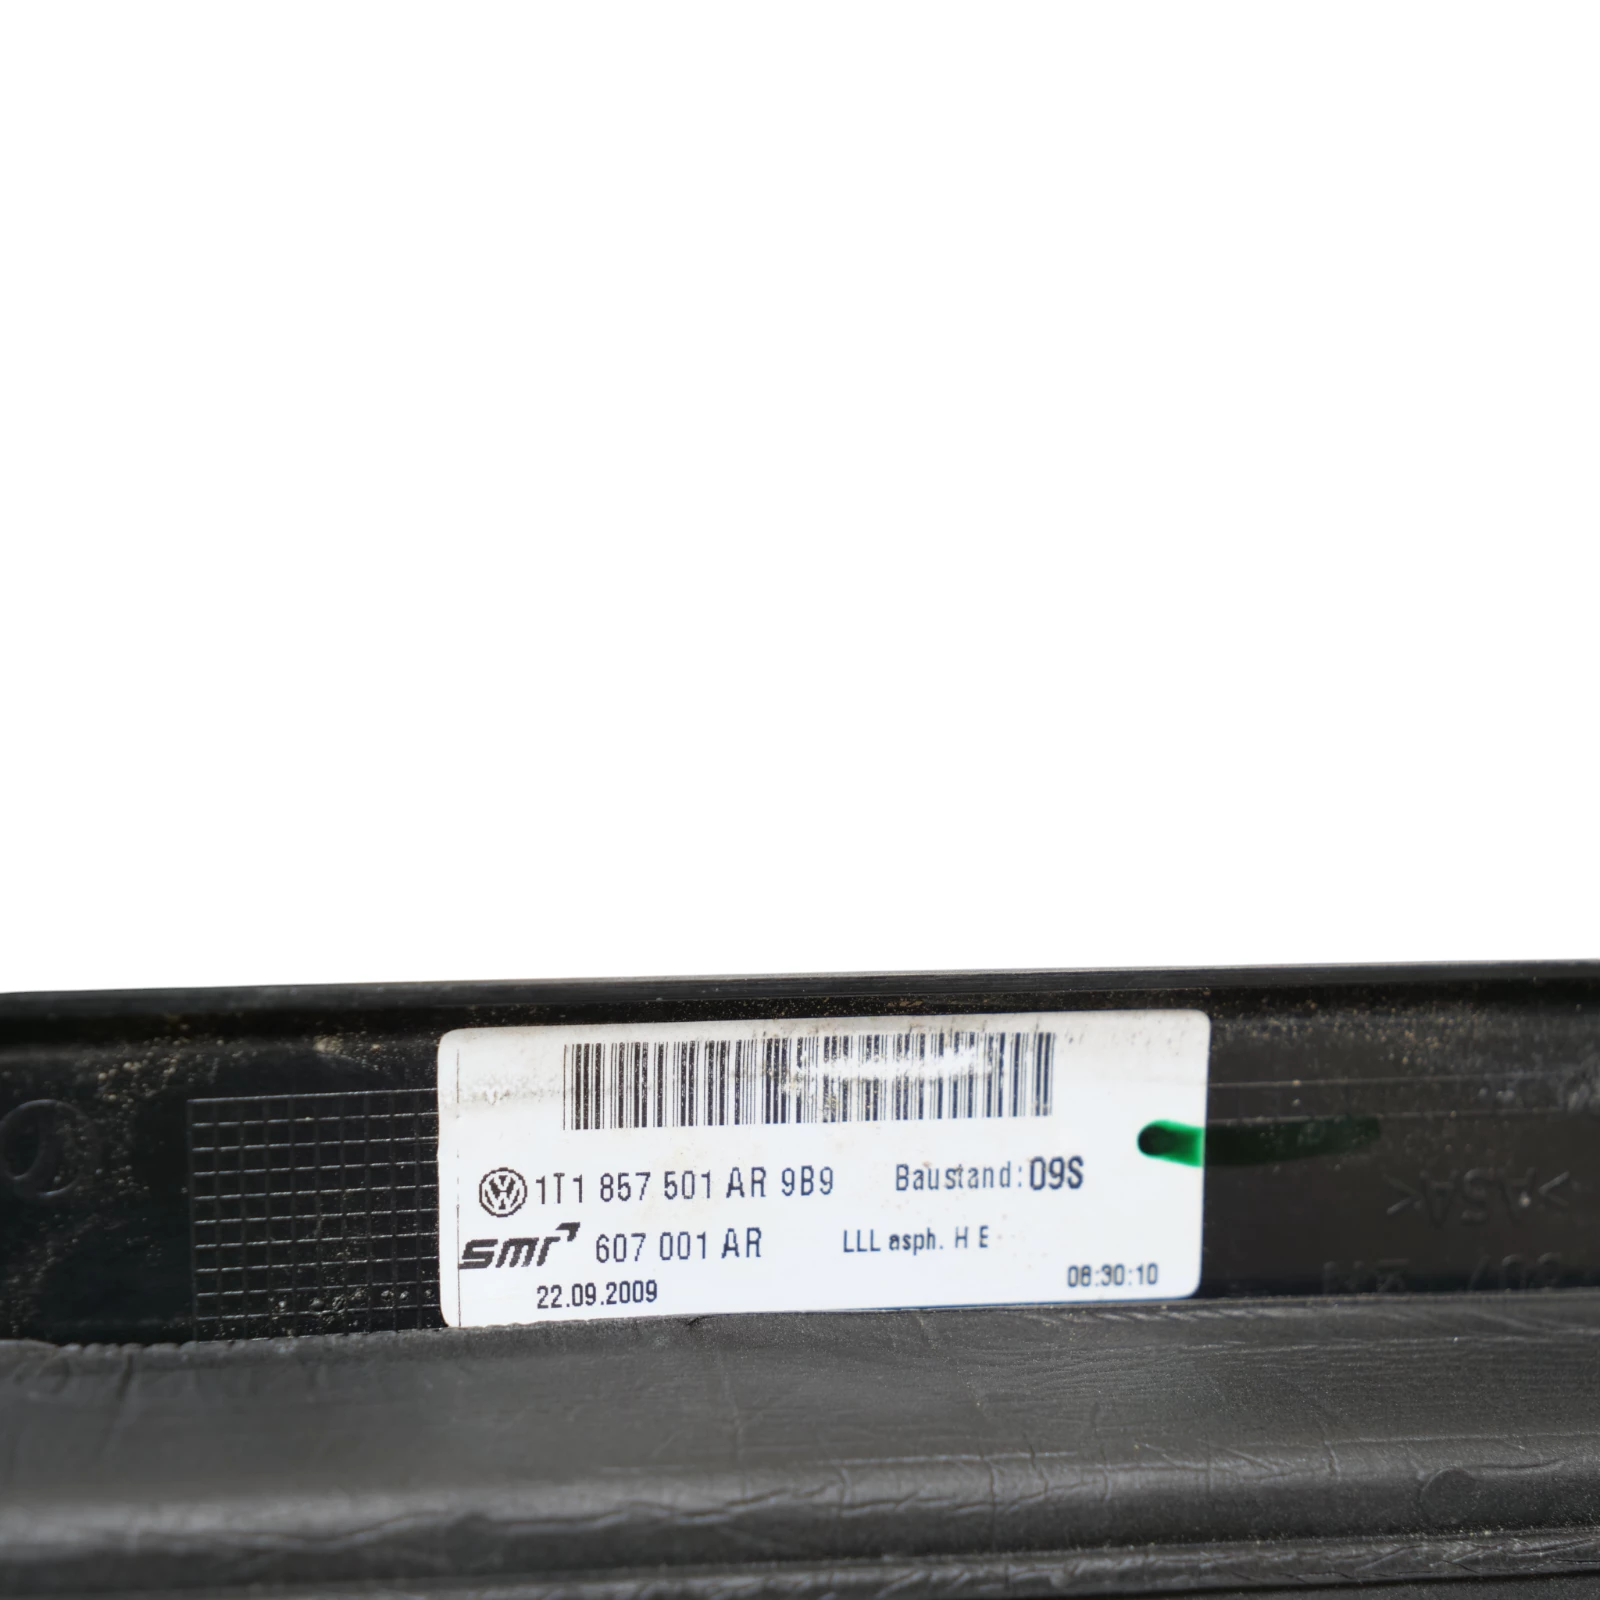 1T1 857 501 AR 9B9 Baustand: 09S
smr 607 001 AR LLL asph. H E
22.09.2009 08:30:10
>ASA<